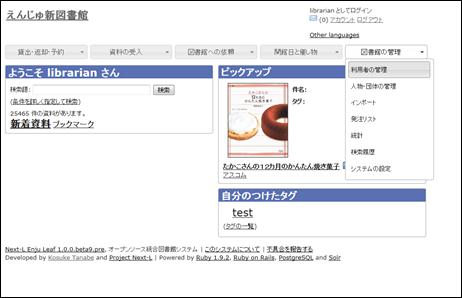 えんじゅ新図書館
librarian としてログイン
(0) アカウント ログアウト
Other languages
貸出・返却・予約
資料の受入
図書館への依頼
開館日と催し物
図書館の管理
利用者の管理
人物・団体の管理
インポート
発注リスト
統計
検索履歴
システムの設定
ようこそ librarian さん
検索語:
検索
(条件を詳しく指定して検索)
25465 件の資料があります。
新着資料 ブックマーク
ピックアップ
件名:
タグ:
たかこさんの12カ月のかんたん焼き菓子
アスコム
自分のつけたタグ
test
(タグの一覧)
Next-L Enju Leaf 1.0.0.beta9.pre, オープンソース統合図書館システム | このシステムについて | 不具合を報告する
Developed by Kosuke Tanabe and Project Next-L | Powered by Ruby 1.9.2, Ruby on Rails, PostgreSQL and Solr